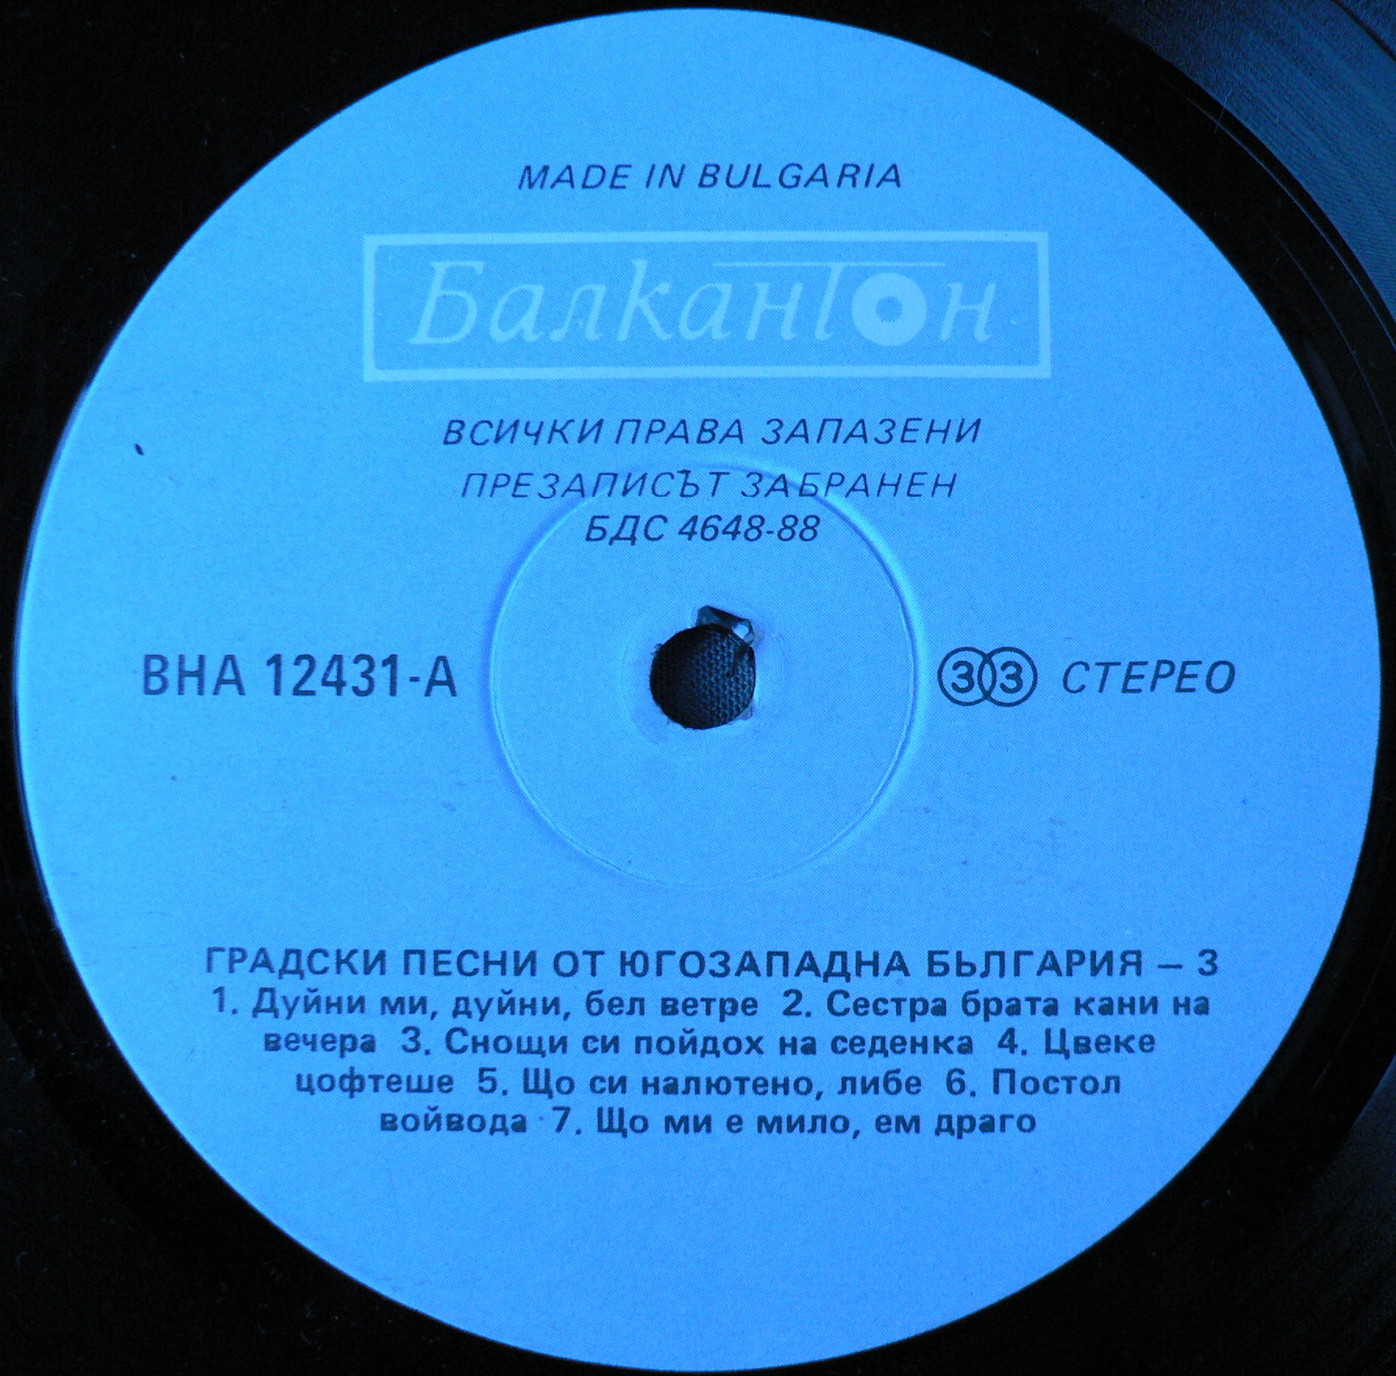 MADE IN BULGARIA
Балкантон
ВСИЧКИ ПРАВА ЗАПАЗЕНИ
ПРЕЗАПИСЪТ ЗАБРАНЕН
БДС 4648-88
ВНА 12431-А
33 СТЕРЕО
ГРАДСКИ ПЕСНИ ОТ ЮГОЗАПАДНА БЪЛГАРИЯ – 3
1. Дуйни ми, дуйни, бел ветре 2. Сестра брата кани на
вечера 3. Снощи си пойдох на седенка 4. Цвеке
цофтеше 5. Що си налютено, либе 6. Постол
войвода 7. Що ми е мило, ем драго